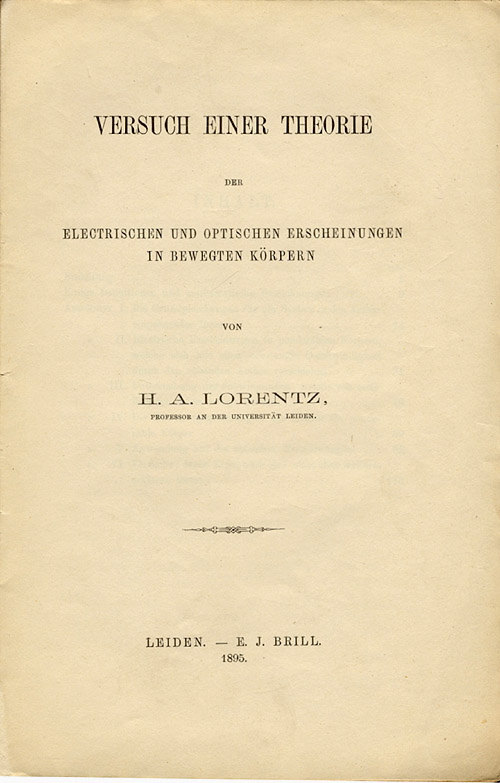 VERSUCH EINER THEORIE
DER
ELECTRISCHEN UND OPTISCHEN ERSCHEINUNGEN
IN BEWEGTEN KÖRPERN
VON
H. A. LORENTZ,
PROFESSOR AN DER UNIVERSITÄT LEIDEN.
LEIDEN. — E. J. BRILL.
1895.